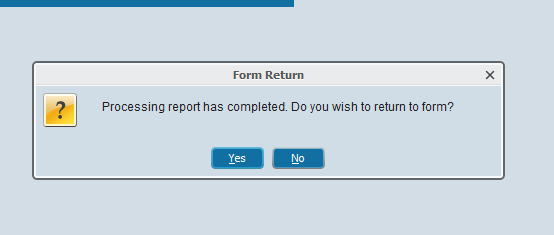 Form Return
Processing report has completed. Do you wish to return to form?
Yes
No